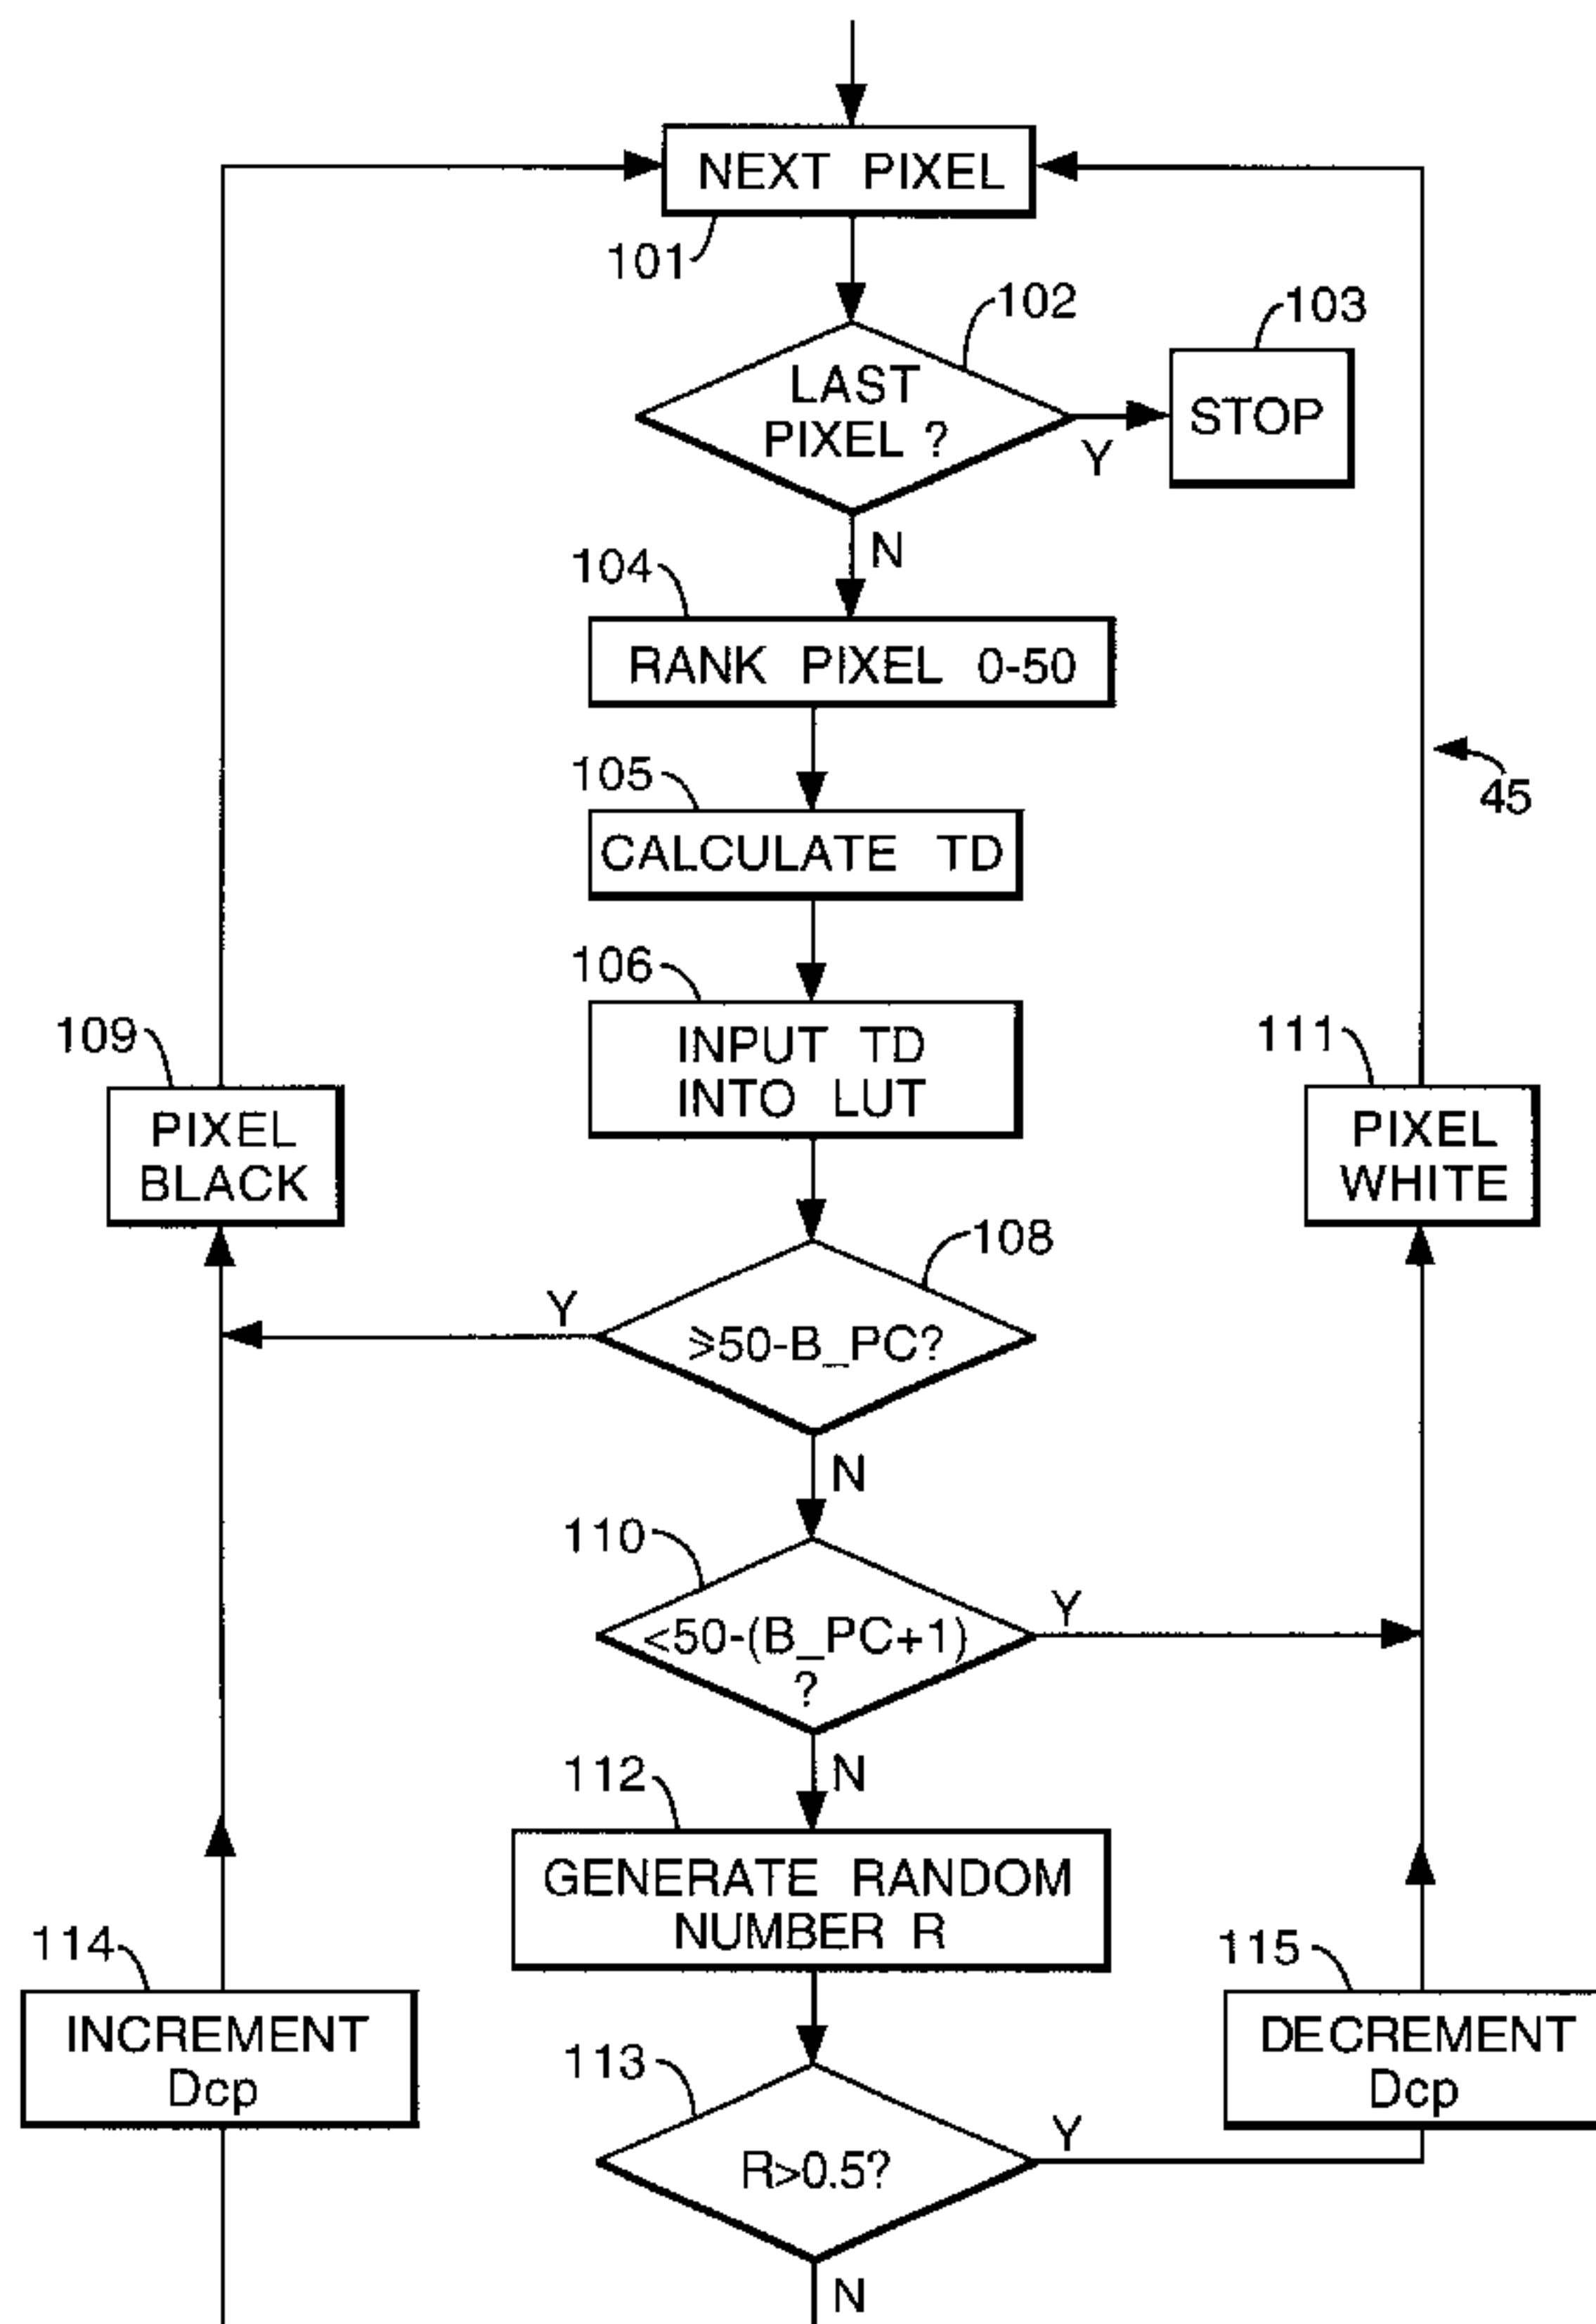 NEXT PIXEL
101
102
103
LAST
PIXEL ?
STOP
Y
N
104
RANK PIXEL 0-50
105
CALCULATE TD
45
106
INPUT TD
INTO LUT
109
PIXEL
BLACK
111
PIXEL
WHITE
108
Y
≥50-B_PC?
N
110
Y
<50-(B_PC+1)
?
N
112
GENERATE RANDOM
NUMBER R
114
INCREMENT
Dcp
115
DECREMENT
Dcp
113
Y
R>0.5?
N